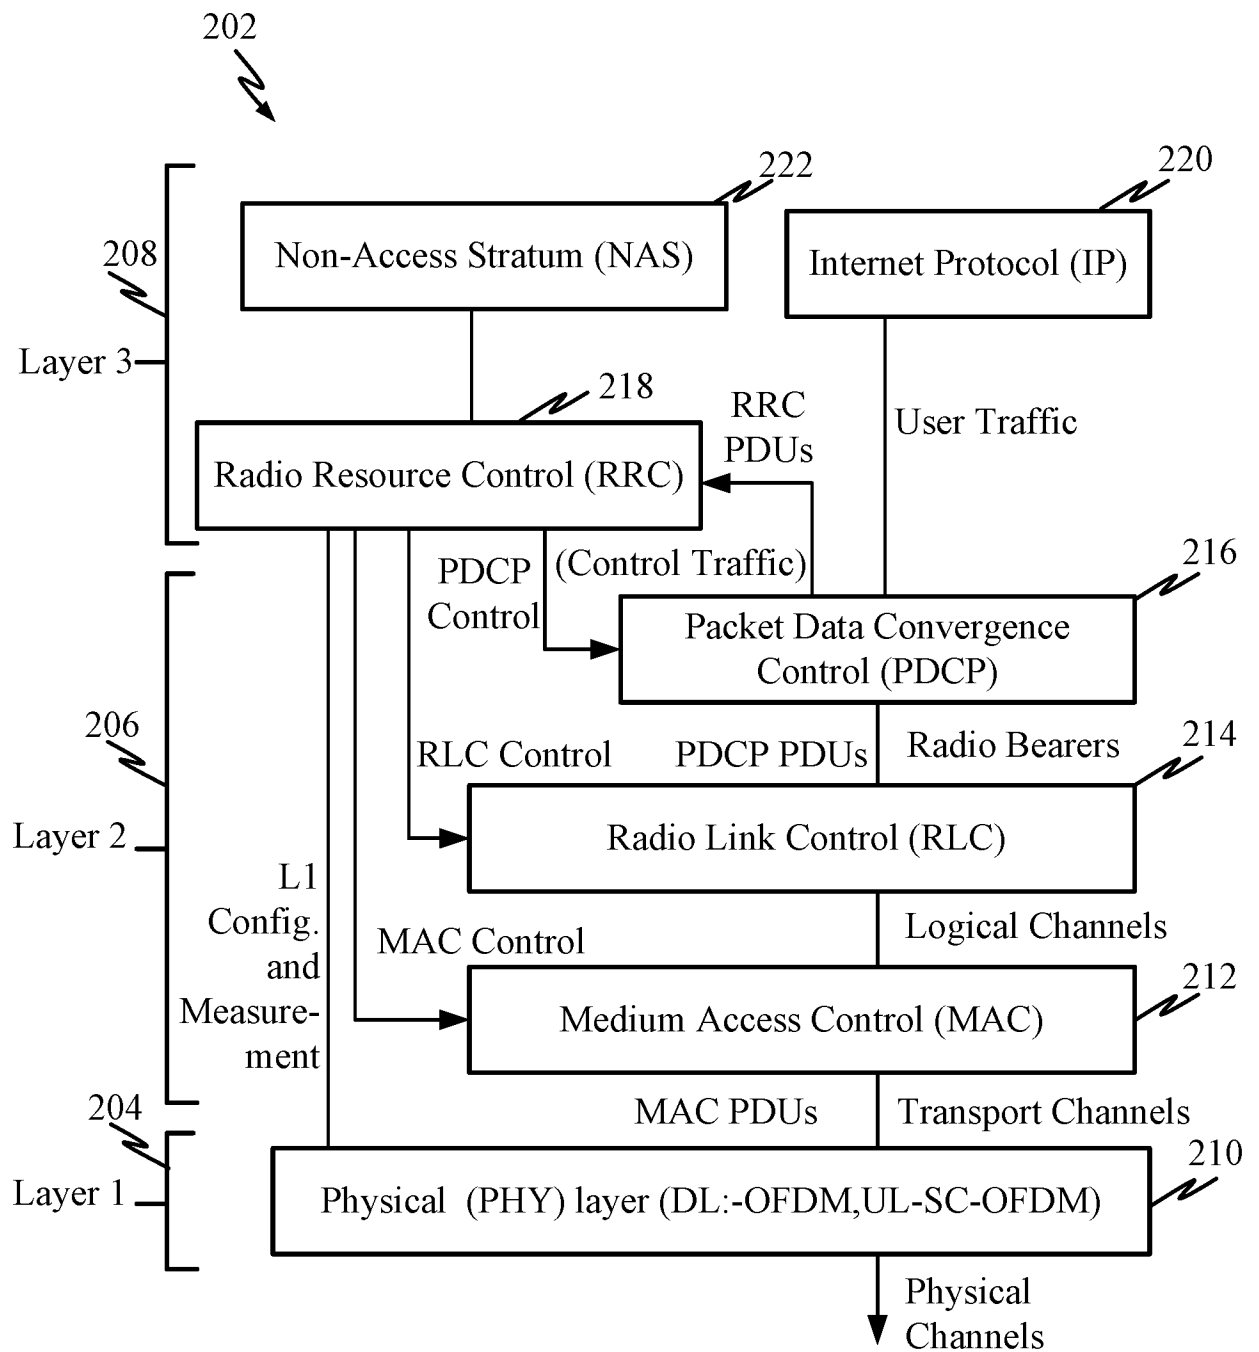 202
222
220
Non-Access Stratum (NAS)
Internet Protocol (IP)
208
Layer 3
218
RRC
PDUs
User Traffic
Radio Resource Control (RRC)
PDCP
Control
(Control Traffic)
216
Packet Data Convergence
Control (PDCP)
206
RLC Control
PDCP PDUs
Radio Bearers
214
Layer 2
Radio Link Control (RLC)
L1
Config.
and
Measure-
ment
Logical Channels
MAC Control
212
Medium Access Control (MAC)
204
MAC PDUs
Transport Channels
210
Layer 1
Physical (PHY) layer (DL:-OFDM,UL-SC-OFDM)
Physical
Channels